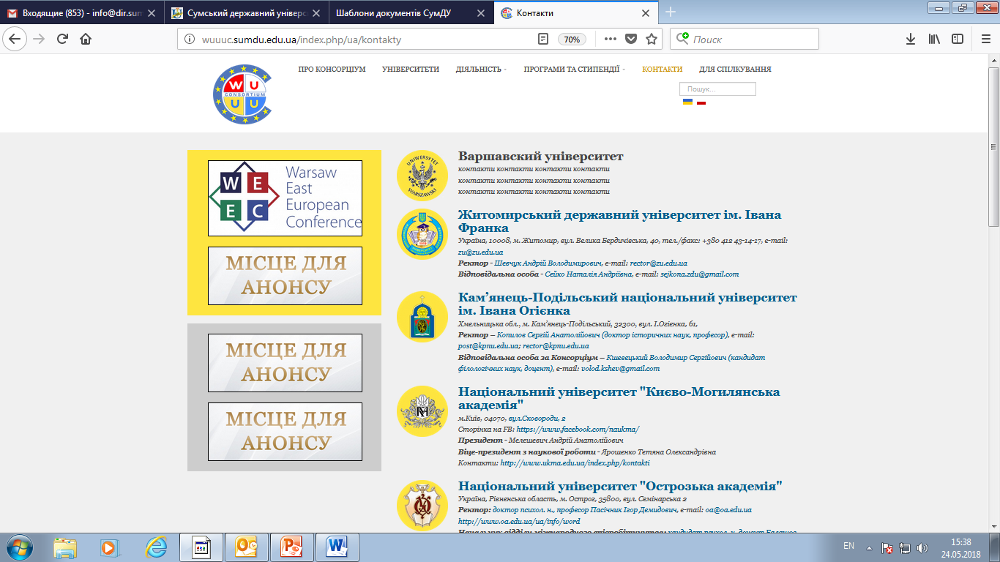 Входящие (853) - info@dir.sum
Сумський державний універс
Шаблони документів СумДУ
Контакти
wuuuc.sumdu.edu.ua/index.php/ua/kontakty
70%
Поиск
W U
CONSORTIUM
U U
ПРО КОНСОРЦІУМ УНІВЕРСИТЕТИ ДІЯЛЬНІСТЬ ПРОГРАМИ ТА СТИПЕНДІЇ КОНТАКТИ ДЛЯ СПІЛКУВАННЯ
Пошук...
W E
E C
Warsaw
East
European
Conference
МІСЦЕ ДЛЯ
АНОНСУ
МІСЦЕ ДЛЯ
АНОНСУ
МІСЦЕ ДЛЯ
АНОНСУ
UNIWERSYTET
WARSZAWSKI
Варшавский університет
контакти контакти контакти контакти
контакти контакти контакти контакти
контакти контакти контакти контакти
Житомирський державний університет ім. Івана
Франка
Україна, 10008, м. Житомир, вул. Велика Бердичівська, 40, тел./факс: +380 412 43-14-17, e-mail:
zu@zu.edu.ua
Ректор - Шевчук Андрій Володимирович, e-mail: rector@zu.edu.ua
Відповідальна особа - Сейко Наталія Андріївна, e-mail: sejkona.zdu@gmail.com
Кам’янець-Подільський національний університет
ім. Івана Огієнка
Хмельницька обл., м. Кам’янець-Подільський, 32300, вул. І.Огієнка, 61,
Ректор – Копилов Сергій Анатолійович (доктор історичних наук, професор), e-mail:
post@kpnu.edu.ua; rector@kpnu.edu.ua
Відповідальна особа за Консорціум – Кшевецький Володимир Сергійович (кандидат
філологічних наук, доцент), e-mail: volod.kshev@gmail.com
Національний університет "Києво-Могилянська
академія"
м.Київ, 04070, вул.Сковороди, 2
Сторінка на FB: https://www.facebook.com/naukma/
Президент - Мелешевич Андрій Анатолійович
Віце-президент з наукової роботи - Ярошенко Тетяна Олександрівна
Контакти: http://www.ukma.edu.ua/index.php/kontakti
Національний університет "Острозька академія"
Україна, Рівненська область, м. Острог, 35800, вул. Семінарська 2
Ректор: доктор психол. н., професор Пасічник Ігор Демидович, e-mail: oa@oa.edu.ua
http://www.oa.edu.ua/ua/info/word
EN
15:38
24.05.2018